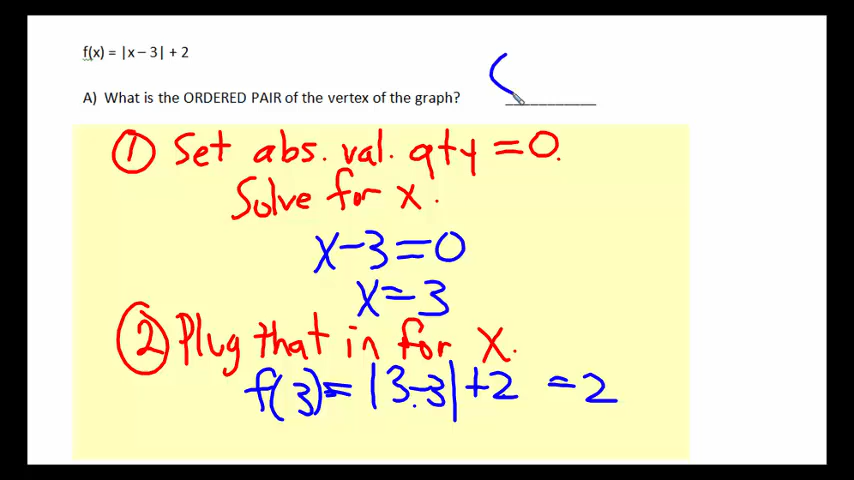 f(x) = |x – 3| + 2
A) What is the ORDERED PAIR of the vertex of the graph? __________
① Set abs. val. qty = 0.
Solve for x.
x-3=0
x=3
② Plug that in for x.
f(3)= |3-3| +2 = 2